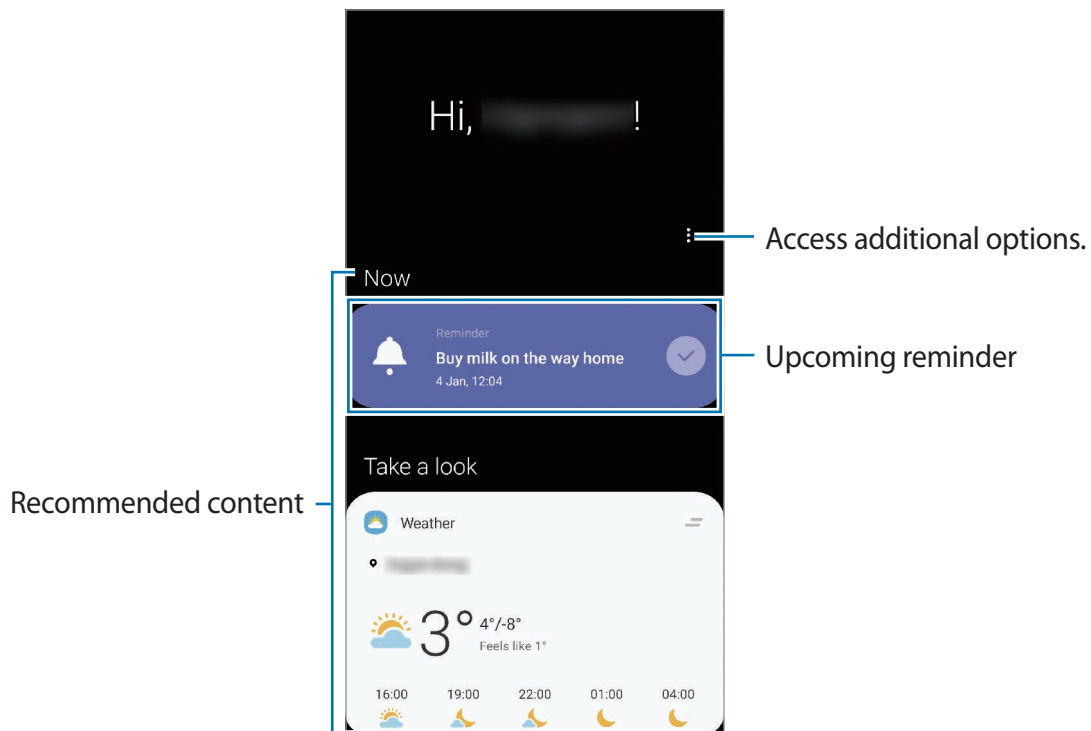 Hi, !
Access additional options.
Now
Reminder
Buy milk on the way home
4 Jan, 12:04
Upcoming reminder
Take a look
Recommended content
Weather
3° 4°/-8°
Feels like 1°
16:00 19:00 22:00 01:00 04:00